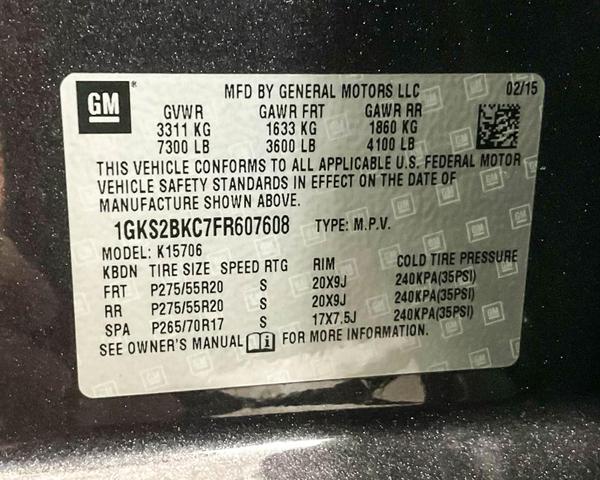 GM
MFD BY GENERAL MOTORS LLC 02/15
GVWR GAWR FRT GAWR RR
3311 KG 1633 KG 1860 KG
7300 LB 3600 LB 4100 LB
THIS VEHICLE CONFORMS TO ALL APPLICABLE U.S. FEDERAL MOTOR
VEHICLE SAFETY STANDARDS IN EFFECT ON THE DATE OF
MANUFACTURE SHOWN ABOVE.
1GKS2BKC7FR607608 TYPE: M.P.V.
MODEL: K15706
KBDN TIRE SIZE SPEED RTG RIM COLD TIRE PRESSURE
FRT P275/55R20 S 20X9J 240KPA(35PSI)
RR P275/55R20 S 20X9J 240KPA(35PSI)
SPA P265/70R17 S 17X7.5J 240KPA(35PSI)
SEE OWNER'S MANUAL i FOR MORE INFORMATION.